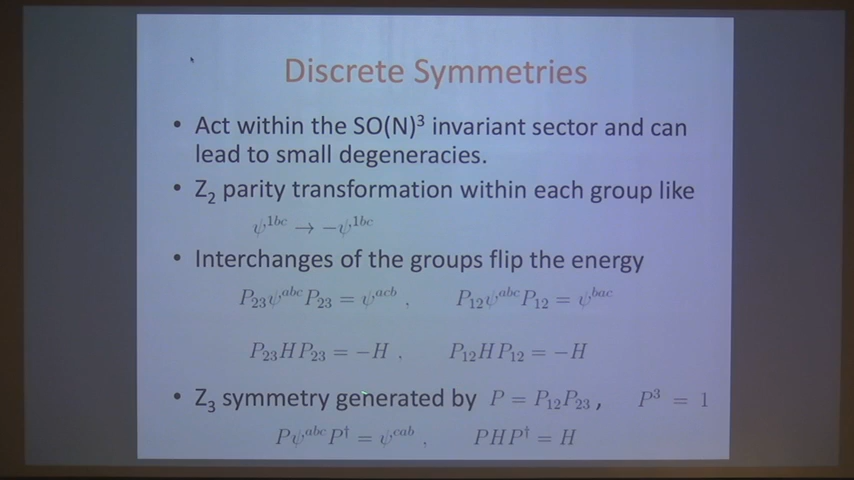 Discrete Symmetries
• Act within the SO(N)³ invariant sector and can
lead to small degeneracies.
• Z₂ parity transformation within each group like
ψ^{1bc} → −ψ^{1bc}
• Interchanges of the groups flip the energy
P₂₃ψ^{abc}P₂₃ = ψ^{acb} , P₁₂ψ^{abc}P₁₂ = ψ^{bac}
P₂₃HP₂₃ = −H , P₁₂HP₁₂ = −H
• Z₃ symmetry generated by P = P₁₂P₂₃ , P³ = 1
Pψ^{abc}P† = ψ^{cab} , PHP† = H